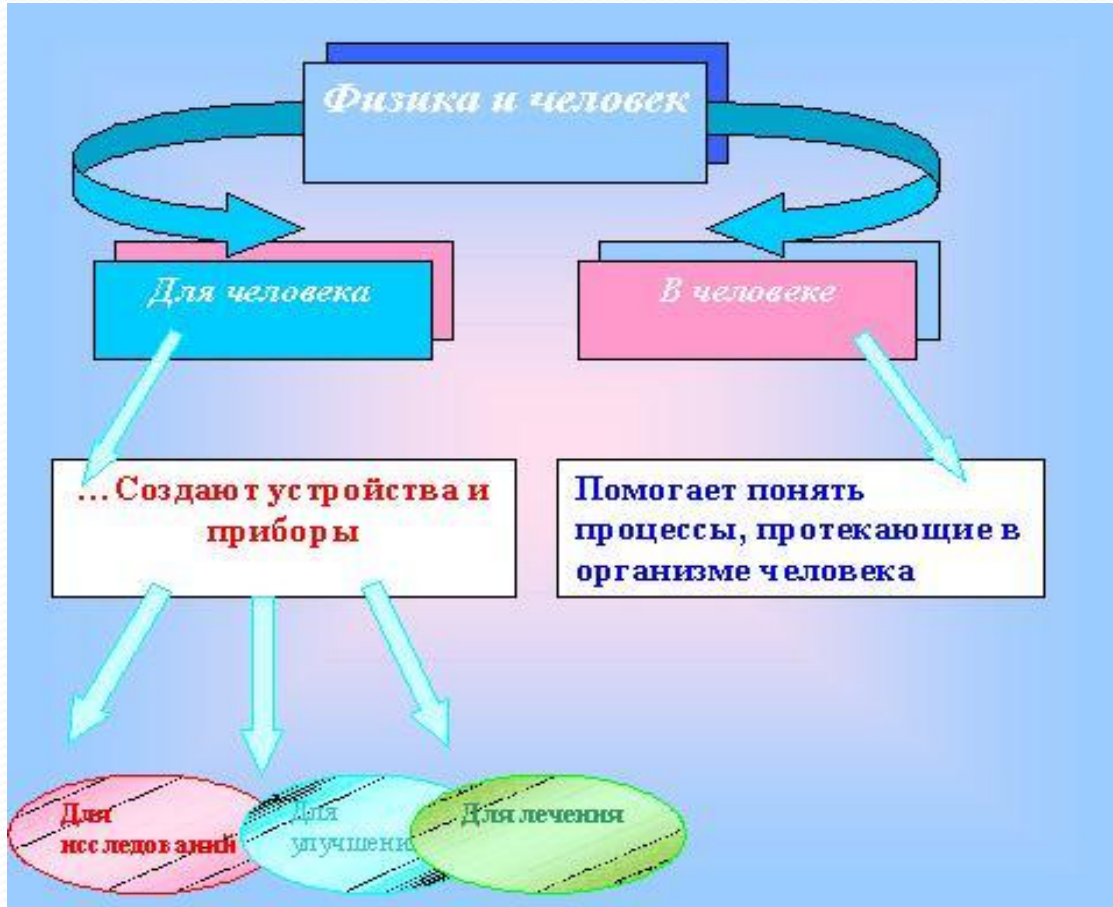 Физика и человек
Для человека
В человеке
...Создают устройства и
приборы
Помогает понять
процессы, протекающие в
организме человека
Для
исследований
Для
улучшени
Для лечения